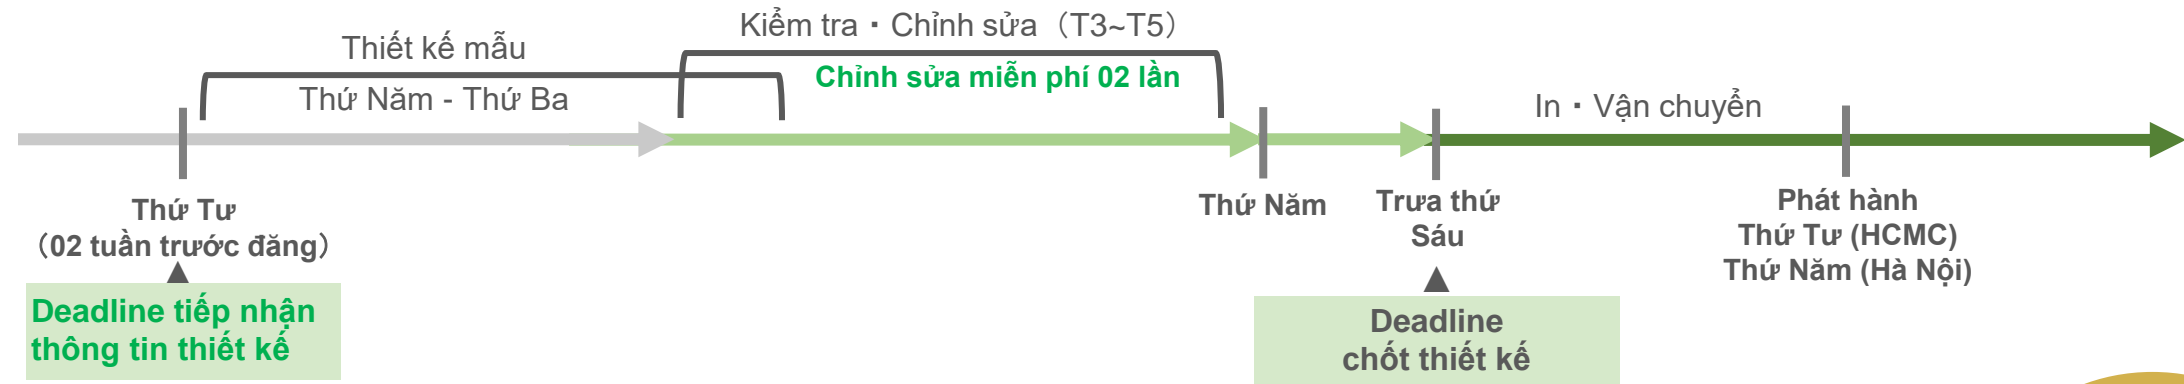 Thiết kế mẫu
Thứ Năm - Thứ Ba
Kiểm tra・Chỉnh sửa（T3~T5）
Chỉnh sửa miễn phí 02 lần
In・Vận chuyển
Thứ Tư
（02 tuần trước đăng）
Deadline tiếp nhận
thông tin thiết kế
Thứ Năm
Trưa thứ
Sáu
Deadline
chốt thiết kế
Phát hành
Thứ Tư (HCMC)
Thứ Năm (Hà Nội)